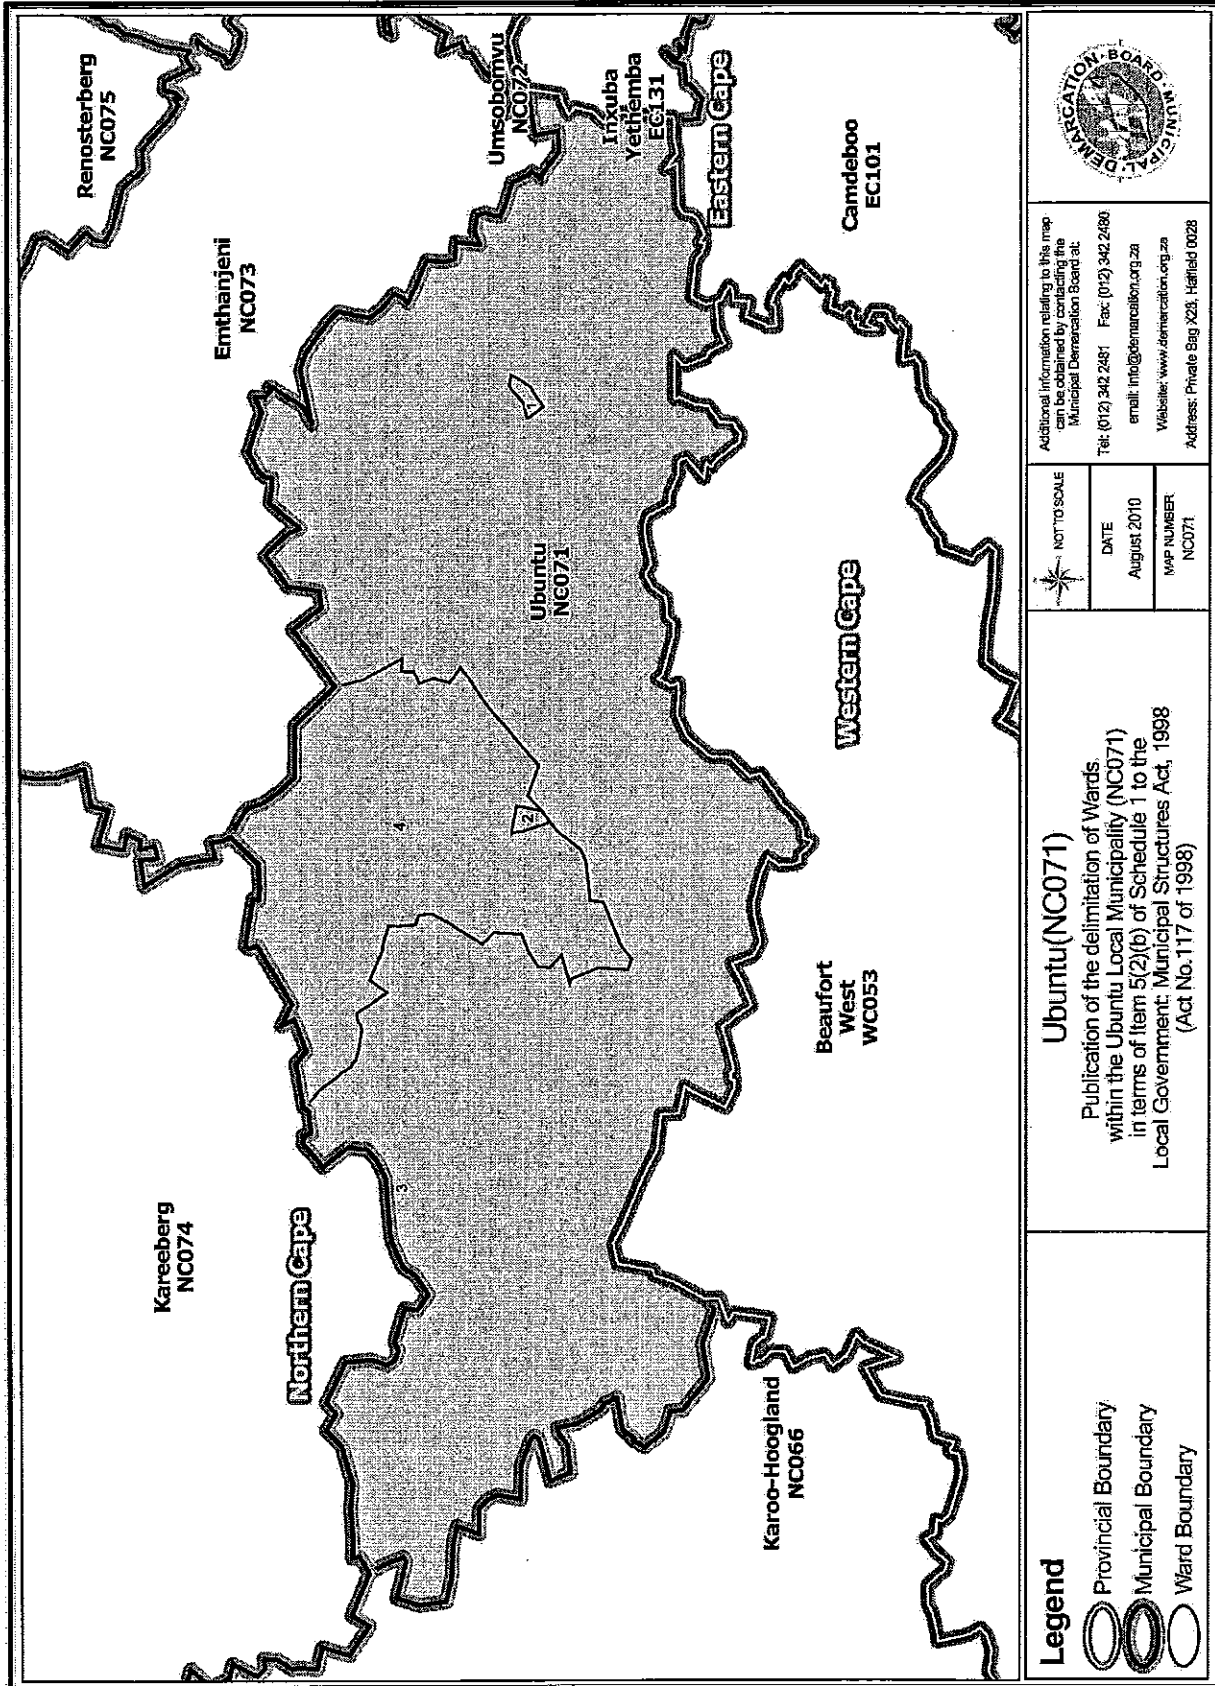 Renosterberg
NC075
Emthanjeni
NC073
Umsobomvu
NC072
Inxuba
Yethemba
EC131
Eastern Cape
Camdeboo
EC101
Kareeberg
NC074
Northern Cape
Ubuntu
NC071
4
2
3
Western Cape
Beaufort
West
WC053
Karoo-Hoogland
NC066
Legend
Provincial Boundary
Municipal Boundary
Ward Boundary
Ubuntu(NC071)
Publication of the delimitation of Wards
within the Ubuntu Local Municipality (NC071)
in terms of Item 5(2)(b) of Schedule 1 to the
Local Government: Municipal Structures Act, 1998
(Act No.117 of 1998)
NOT TO SCALE
DATE
August 2010
MAP NUMBER
NC071
Additional information relating to this map
can be obtained by contacting the
Municipal Demarcation Board at:
Tel: (012) 342 2481 Fax: (012) 342 2480
email: info@demarcation.org.za
Website: www.demarcation.org.za
Address: Private Bag X28, Hatfield 0028
MUNICIPAL DEMARCATION BOARD